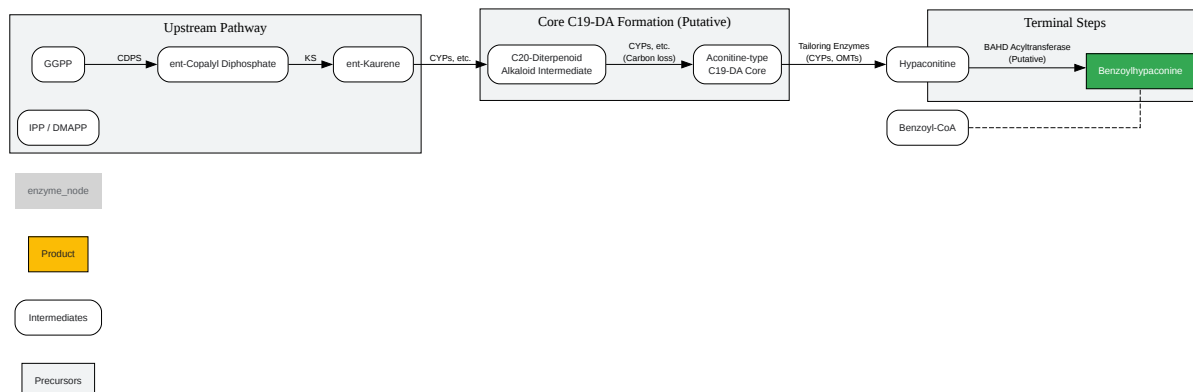 Upstream Pathway
GGPP
CDPS
ent-Copalyl Diphosphate
KS
ent-Kaurene
IPP / DMAPP
CYPs, etc.
Core C19-DA Formation (Putative)
C20-Diterpenoid
Alkaloid Intermediate
CYPs, etc.
(Carbon loss)
Aconitine-type
C19-DA Core
Tailoring Enzymes
(CYPs, OMTs)
Terminal Steps
Hypaconitine
BAHD Acyltransferase
(Putative)
Benzoylhypaconine
Benzoyl-CoA
enzyme_node
Product
Intermediates
Precursors